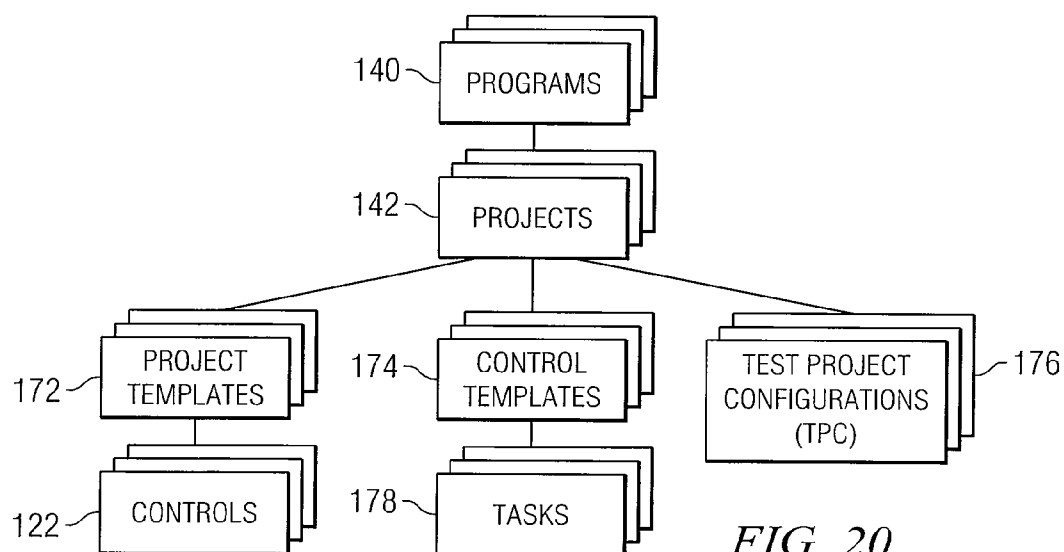 140
PROGRAMS
142
PROJECTS
172
PROJECT
TEMPLATES
174
CONTROL
TEMPLATES
TEST PROJECT
CONFIGURATIONS
(TPC)
176
122
CONTROLS
178
TASKS
FIG. 20